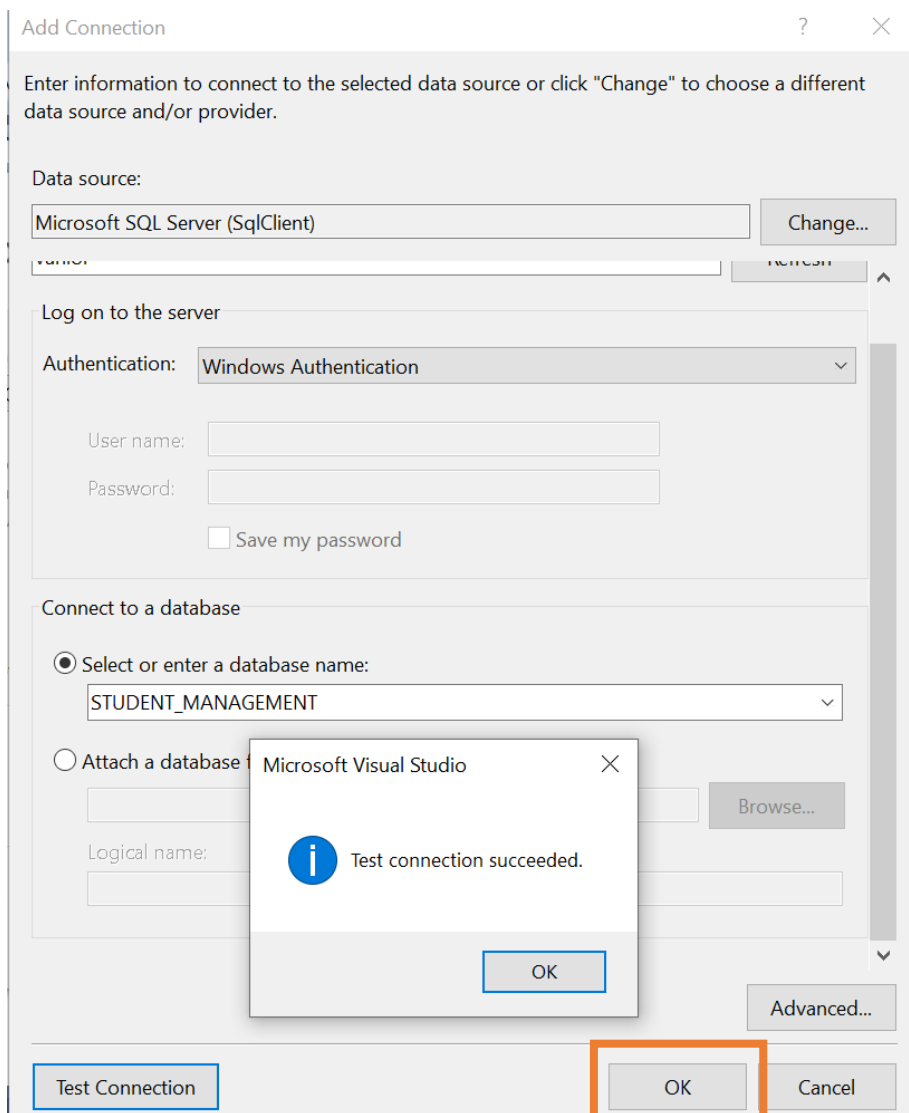 Add Connection
Enter information to connect to the selected data source or click "Change" to choose a different
data source and/or provider.
Data source:
Microsoft SQL Server (SqlClient)
Change...
Refresh
Log on to the server
Authentication:
Windows Authentication
User name:
Password:
Save my password
Connect to a database
Select or enter a database name:
STUDENT_MANAGEMENT
Attach a database
Browse...
Logical name:
Microsoft Visual Studio
Test connection succeeded.
OK
Advanced...
Test Connection
OK
Cancel